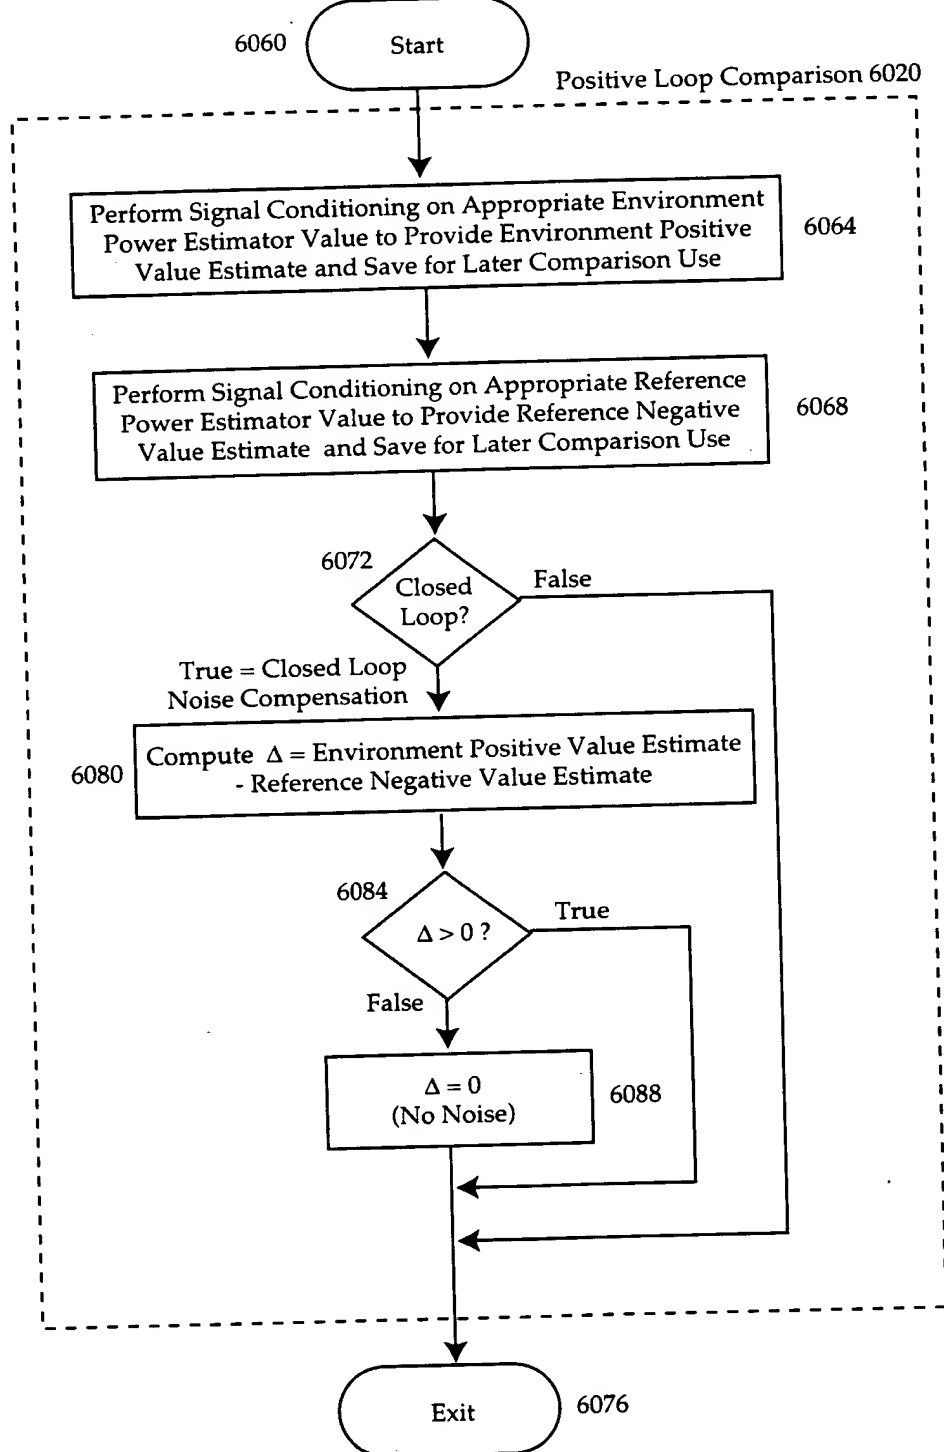 6060
Start
Positive Loop Comparison 6020
Perform Signal Conditioning on Appropriate Environment
Power Estimator Value to Provide Environment Positive
Value Estimate and Save for Later Comparison Use
6064
Perform Signal Conditioning on Appropriate Reference
Power Estimator Value to Provide Reference Negative
Value Estimate and Save for Later Comparison Use
6068
6072
Closed
Loop?
False
True = Closed Loop
Noise Compensation
6080
Compute Δ = Environment Positive Value Estimate
- Reference Negative Value Estimate
6084
Δ > 0 ?
True
False
Δ = 0
(No Noise)
6088
Exit
6076